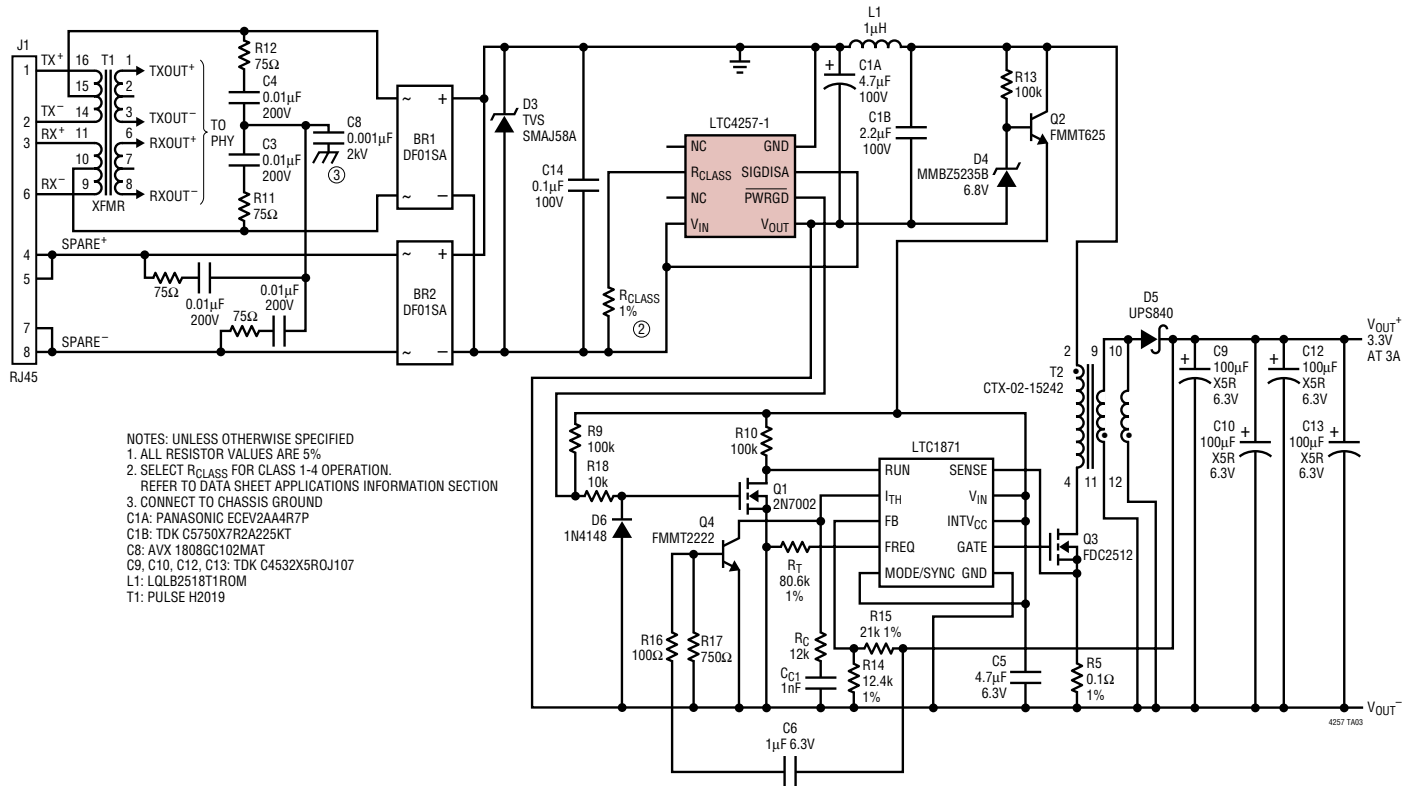 J1
1
2
3
6
4
5
7
8
RJ45
TX+
TX−
RX+
RX−
SPARE+
SPARE−
16 T1 1
15 2
14 3
11 6
10 7
9 8
XFMR
TXOUT+
TXOUT−
RXOUT+
RXOUT−
TO
PHY
R12
75Ω
C4
0.01µF
200V
C3
0.01µF
200V
R11
75Ω
C8
0.001µF
2kV
③
75Ω
0.01µF
200V
75Ω
0.01µF
200V
~ +
BR1
DF01SA
~ −
~ +
BR2
DF01SA
~ −
D3
TVS
SMAJ58A
C14
0.1µF
100V
RCLASS
1%
②
LTC4257-1
NC GND
RCLASS SIGDISA
NC PWRGD
VIN VOUT
L1
1µH
+
C1A
4.7µF
100V
C1B
2.2µF
100V
R13
100k
Q2
FMMT625
D4
MMBZ5235B
6.8V
D5
UPS840
2 9 10
T2
CTX-02-15242
4 11 12
+ C9
100µF
X5R
6.3V
C10 +
100µF
X5R
6.3V
+ C12
100µF
X5R
6.3V
C13 +
100µF
X5R
6.3V
VOUT+
3.3V
AT 3A
VOUT−
R9
100k
R18
10k
R10
100k
D6
1N4148
Q1
2N7002
Q4
FMMT2222
RT
80.6k
1%
LTC1871
RUN SENSE
ITH VIN
FB INTVCC
FREQ GATE
MODE/SYNC GND
Q3
FDC2512
R16
100Ω
R17
750Ω
RC
12k
CC1
1nF
R15
21k 1%
R14
12.4k
1%
C5
4.7µF
6.3V
R5
0.1Ω
1%
C6
1µF 6.3V
4257 TA03
NOTES: UNLESS OTHERWISE SPECIFIED
1. ALL RESISTOR VALUES ARE 5%
2. SELECT RCLASS FOR CLASS 1-4 OPERATION.
REFER TO DATA SHEET APPLICATIONS INFORMATION SECTION
3. CONNECT TO CHASSIS GROUND
C1A: PANASONIC ECEV2AA4R7P
C1B: TDK C5750X7R2A225KT
C8: AVX 1808GC102MAT
C9, C10, C12, C13: TDK C4532X5ROJ107
L1: LQLB2518T1ROM
T1: PULSE H2019